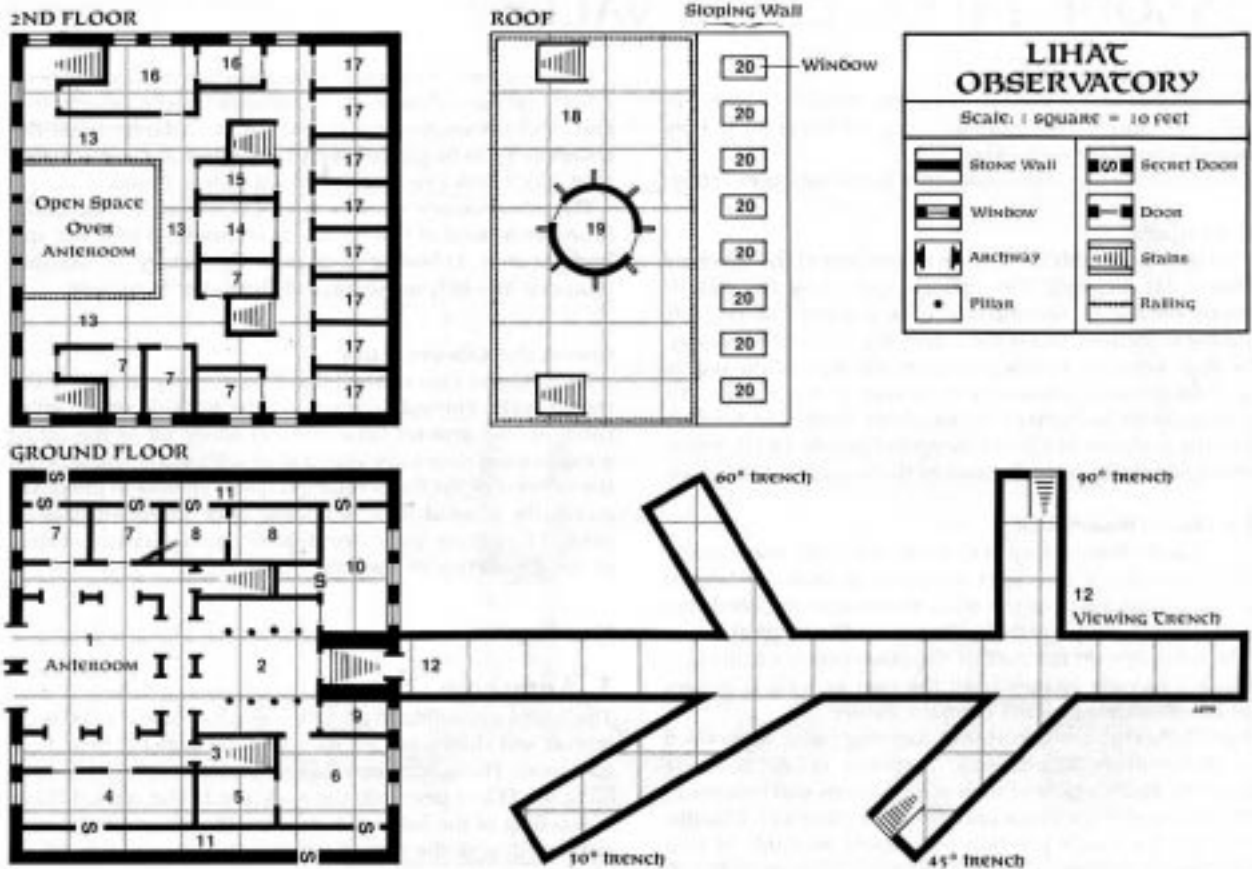 2ND FLOOR
16
16
17
17
13
17
15
17
Open Space
Over
Anteroom
13
14
17
7
17
13
17
7
7
7
17
ROOF
Sloping Wall
20
Window
18
20
20
19
20
20
20
20
20
LIHAT
OBSERVATORY
Scale: 1 square = 10 feet
Stone Wall
Secret Door
Window
Door
Archway
Stairs
Pillar
Railing
GROUND FLOOR
S
11
S
S
S
S
7
7
8
8
10
S
1
Anteroom
2
12
9
3
6
4
5
S
S
11
S
60° Trench
90° Trench
12
Viewing Trench
30° Trench
45° Trench